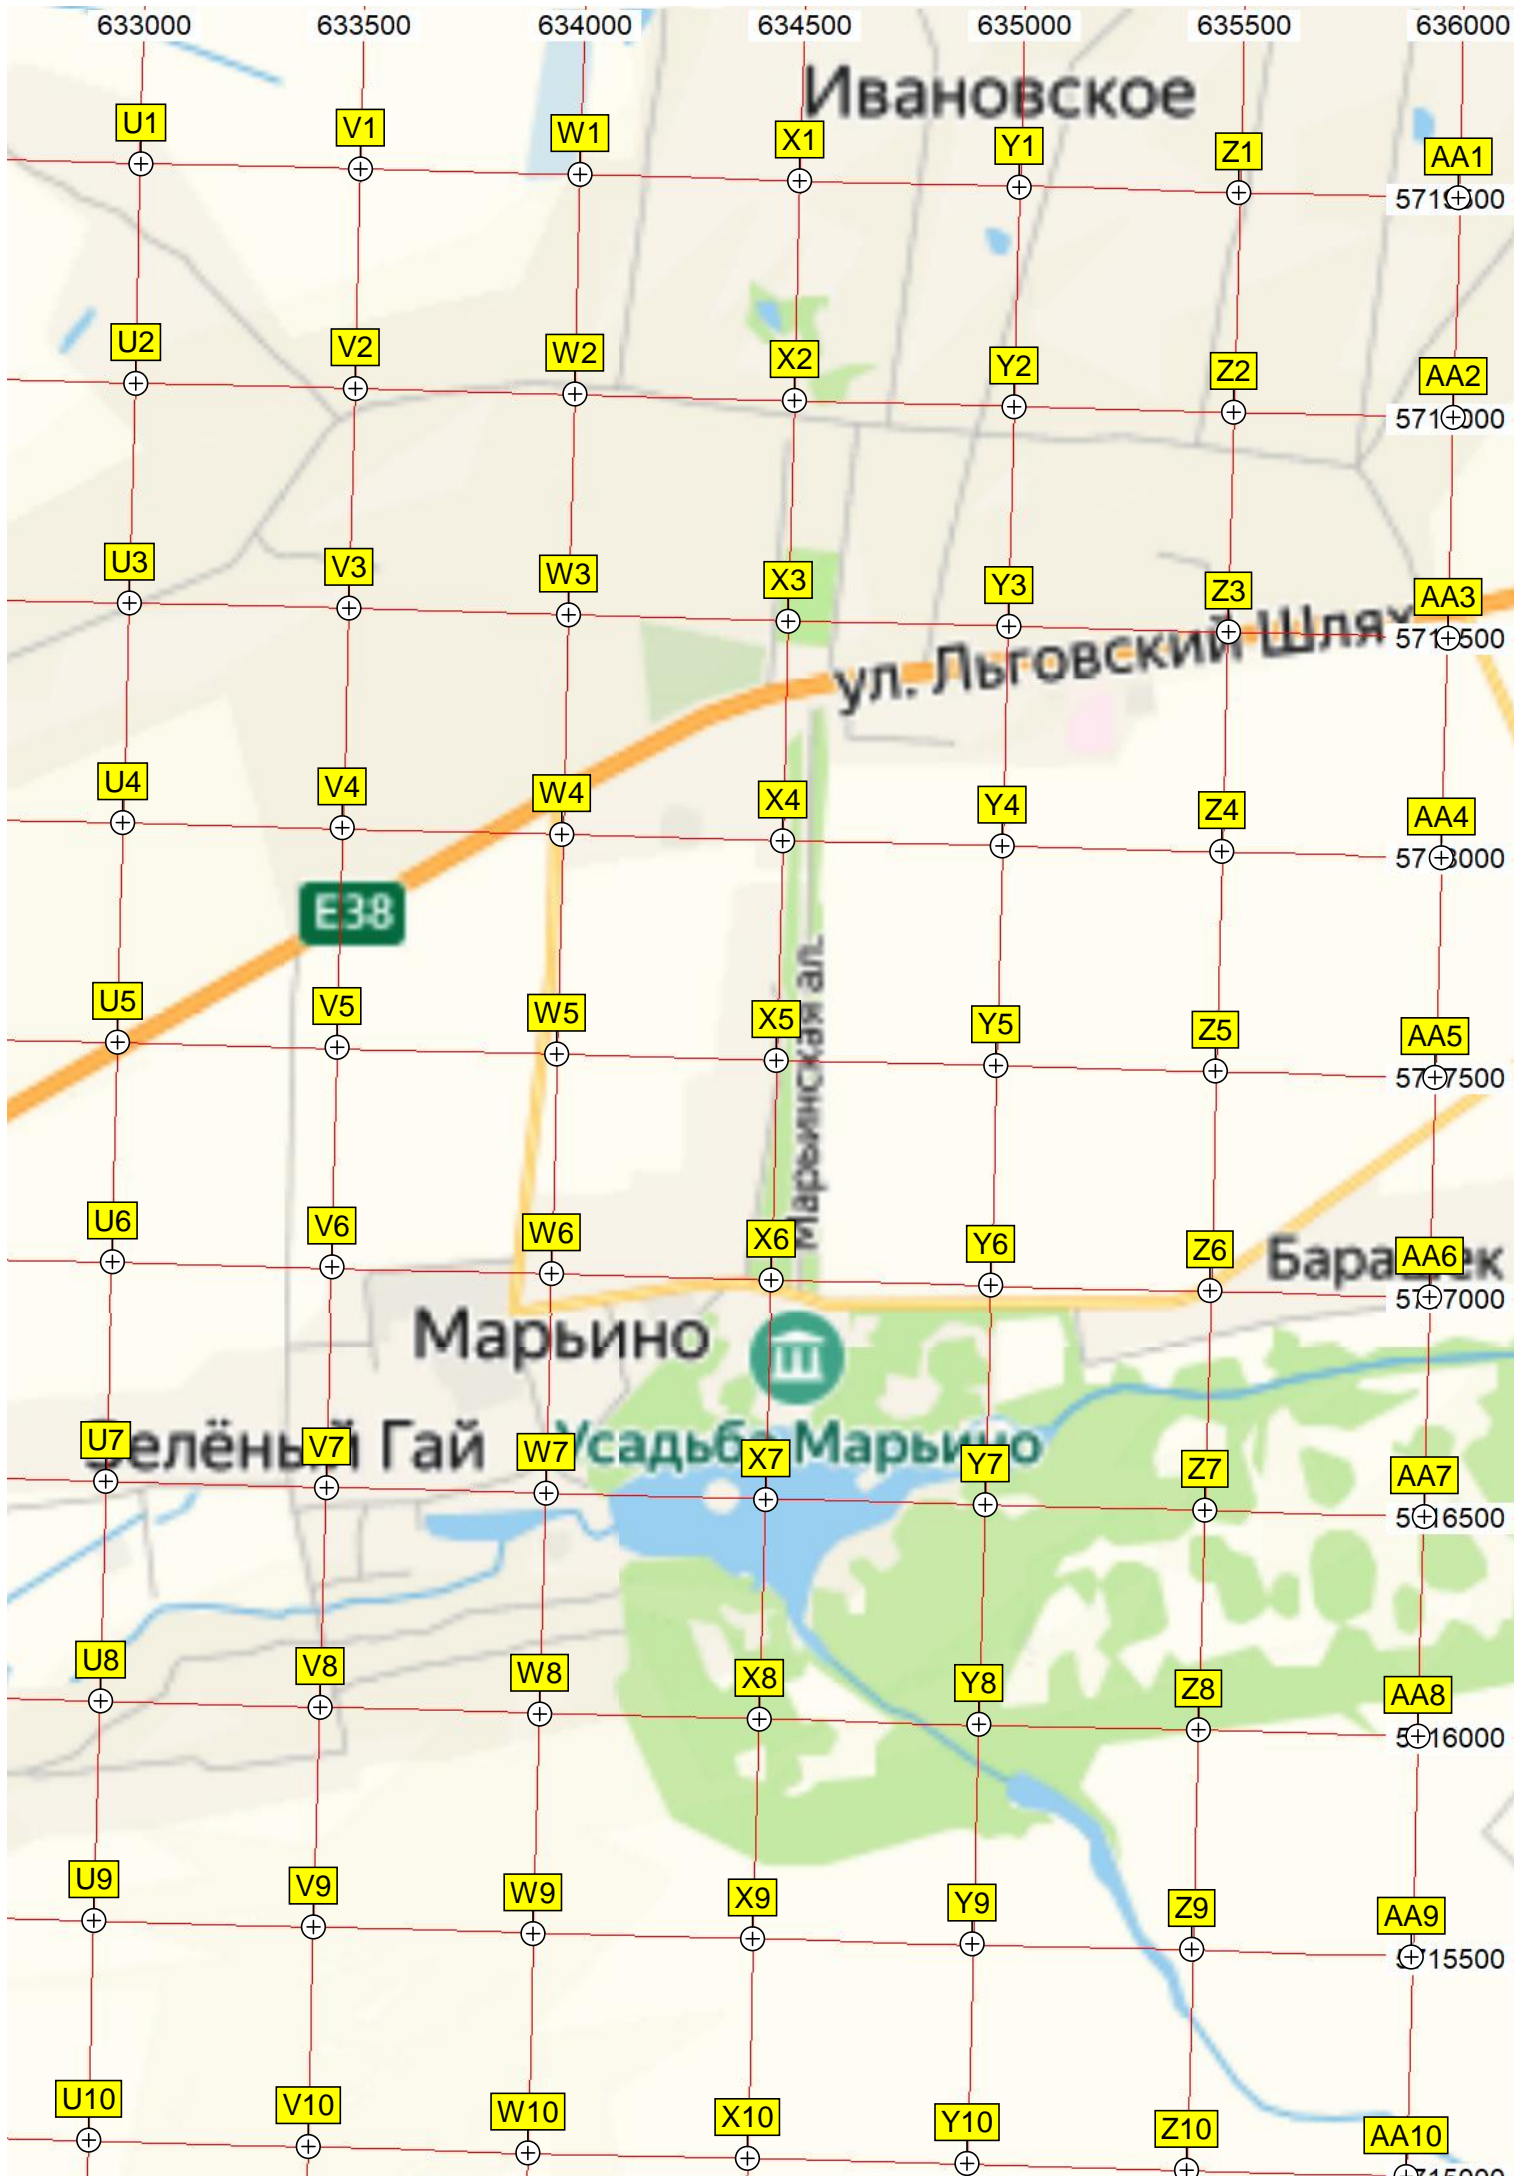 633000 633500 634000 634500 635000 635500 636000
Ивановское
U1 V1 W1 X1 Y1 Z1 AA1
U2 V2 W2 X2 Y2 Z2 AA2
U3 V3 W3 X3 Y3 Z3 AA3
ул. Льговский Шлях
U4 V4 W4 X4 Y4 Z4 AA4
E38
Марьинская ал.
U5 V5 W5 X5 Y5 Z5 AA5
U6 V6 W6 X6 Y6 Z6 AA6
Марьино
Зелёный Гай
Усадьба Марьино
U7 V7 W7 X7 Y7 Z7 AA7
U8 V8 W8 X8 Y8 Z8 AA8
U9 V9 W9 X9 Y9 Z9 AA9
U10 V10 W10 X10 Y10 Z10 AA10